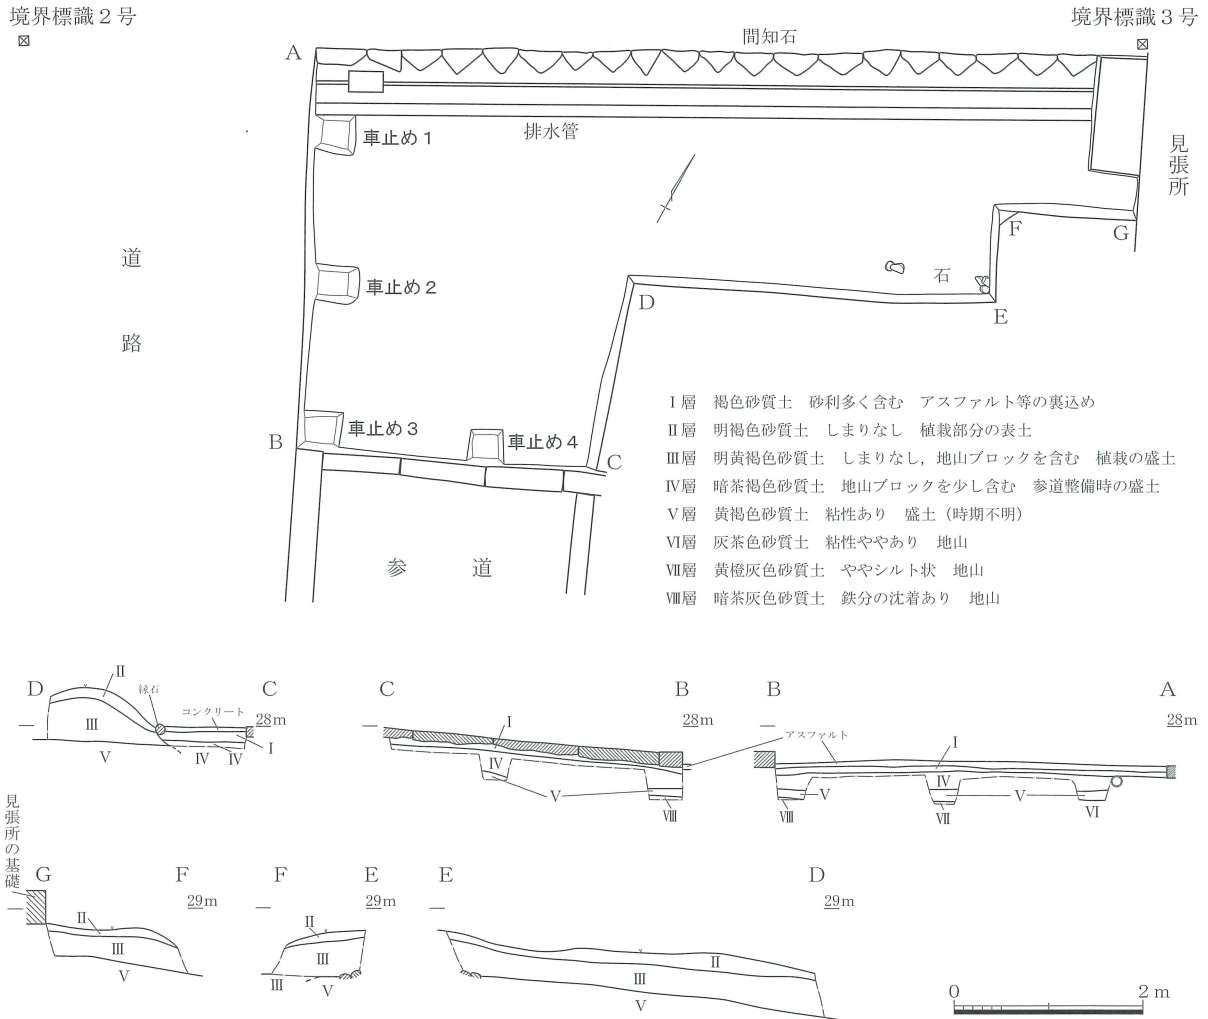 境界標識２号
境界標識３号
A
間知石
排水管
車止め１
見張所
F
G
道路
車止め２
石
D
E
B
車止め３
車止め４
C
参道
Ⅰ層　褐色砂質土　砂利多く含む　アスファルト等の裏込め
Ⅱ層　明褐色砂質土　しまりなし　植栽部分の表土
Ⅲ層　明黄褐色砂質土　しまりなし，地山ブロックを含む　植栽の盛土
Ⅳ層　暗茶褐色砂質土　地山ブロックを少し含む　参道整備時の盛土
Ⅴ層　黄褐色砂質土　粘性あり　盛土（時期不明）
Ⅵ層　灰茶色砂質土　粘性ややあり　地山
Ⅶ層　黄橙灰色砂質土　ややシルト状　地山
Ⅷ層　暗茶灰色砂質土　鉄分の沈着あり　地山
D
Ⅱ
縁石
C
コンクリート
28m
Ⅲ
Ⅰ
Ⅴ
Ⅳ
Ⅳ
C
B
28m
Ⅰ
Ⅳ
Ⅴ
Ⅷ
アスファルト
B
A
28m
Ⅰ
Ⅳ
Ⅴ
Ⅴ
Ⅷ
Ⅶ
Ⅵ
見張所の基礎
G
F
29m
Ⅱ
Ⅲ
Ⅴ
F
E
29m
Ⅱ
Ⅲ
Ⅲ
Ⅴ
E
D
29m
Ⅱ
Ⅲ
Ⅴ
0
2 m